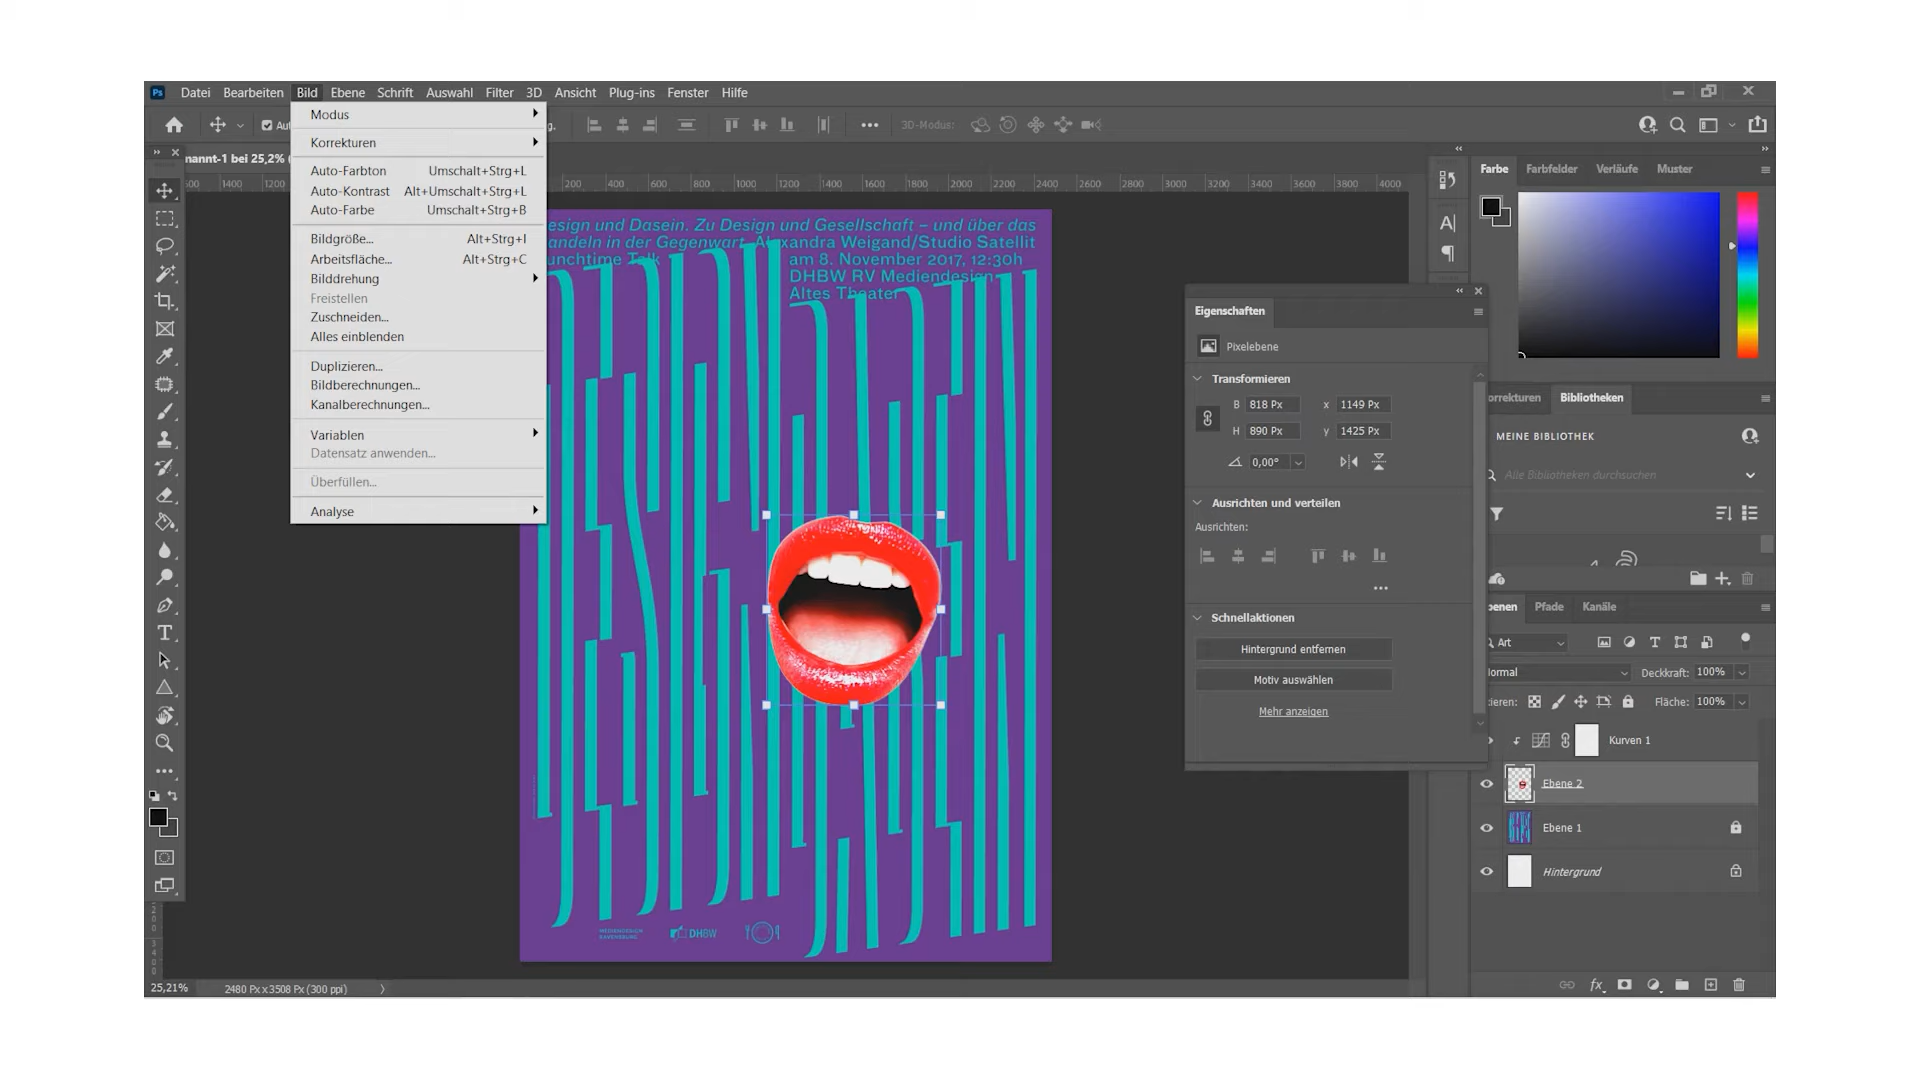 Ps Datei Bearbeiten Bild Ebene Schrift Auswahl Filter 3D Ansicht Plug-ins Fenster Hilfe
3D-Modus:
nannt-1 bei 25,2%
Modus
Korrekturen
Auto-Farbton Umschalt+Strg+L
Auto-Kontrast Alt+Umschalt+Strg+L
Auto-Farbe Umschalt+Strg+B
Bildgröße... Alt+Strg+I
Arbeitsfläche... Alt+Strg+C
Bilddrehung
Freistellen
Zuschneiden...
Alles einblenden
Duplizieren...
Bildberechnungen...
Kanalberechnungen...
Variablen
Datensatz anwenden...
Überfüllen...
Analyse
1400 1200 200 400 600 800 1000 1200 1400 1600 1800 2000 2200 2400 2600 2800 3000 3200 3400 3600 3800 4000
esign und Dasein. Zu Design und Gesellschaft – und über das
andeln in der Gegenwart. Alexandra Weigand/Studio Satellit
unchtime Talk am 8. November 2017, 12:30h
DHBW RV Mediendesign
Altes Theater
MEDIENDESIGN
RAVENSBURG
DHBW
Eigenschaften
Pixelebene
Transformieren
B 818 Px x 1149 Px
H 890 Px y 1425 Px
0,00°
Ausrichten und verteilen
Ausrichten:
Schnellaktionen
Hintergrund entfernen
Motiv auswählen
Mehr anzeigen
Farbe Farbfelder Verläufe Muster
orrekturen Bibliotheken
MEINE BIBLIOTHEK
Alle Bibliotheken durchsuchen
benen Pfade Kanäle
Art
Normal Deckkraft: 100%
ieren: Fläche: 100%
Kurven 1
Ebene 2
Ebene 1
Hintergrund
fx
25,21% 2480 Px x 3508 Px (300 ppi)